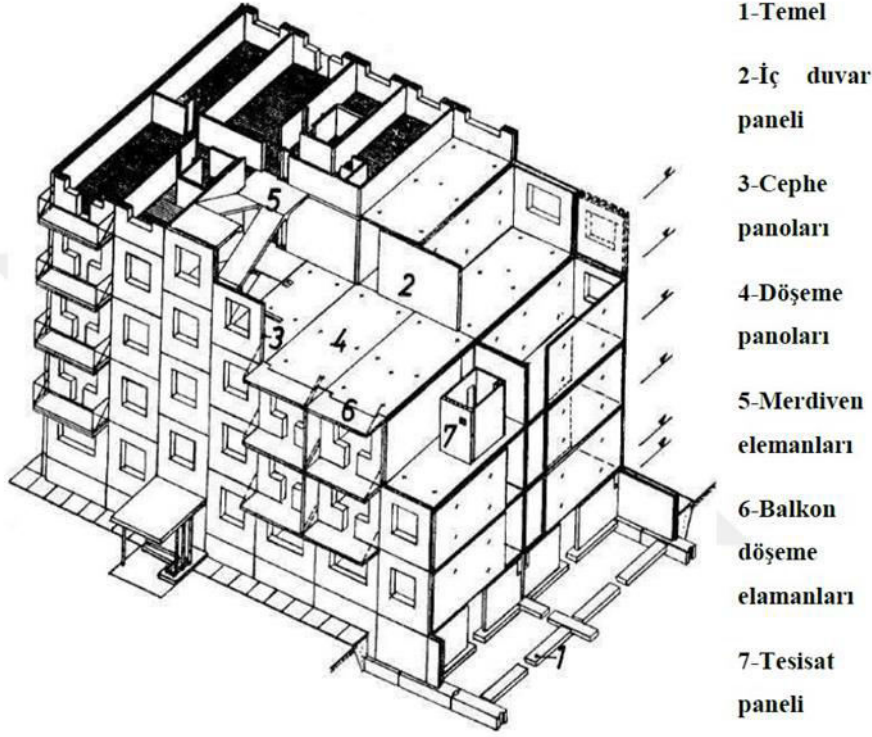 1-Temel
2-İç duvar
paneli
3-Cephe
panoları
4-Döşeme
panoları
5-Merdiven
elemanları
6-Balkon
döşeme
elamanları
7-Tesisat
paneli
5
2
3
4
6
7
1